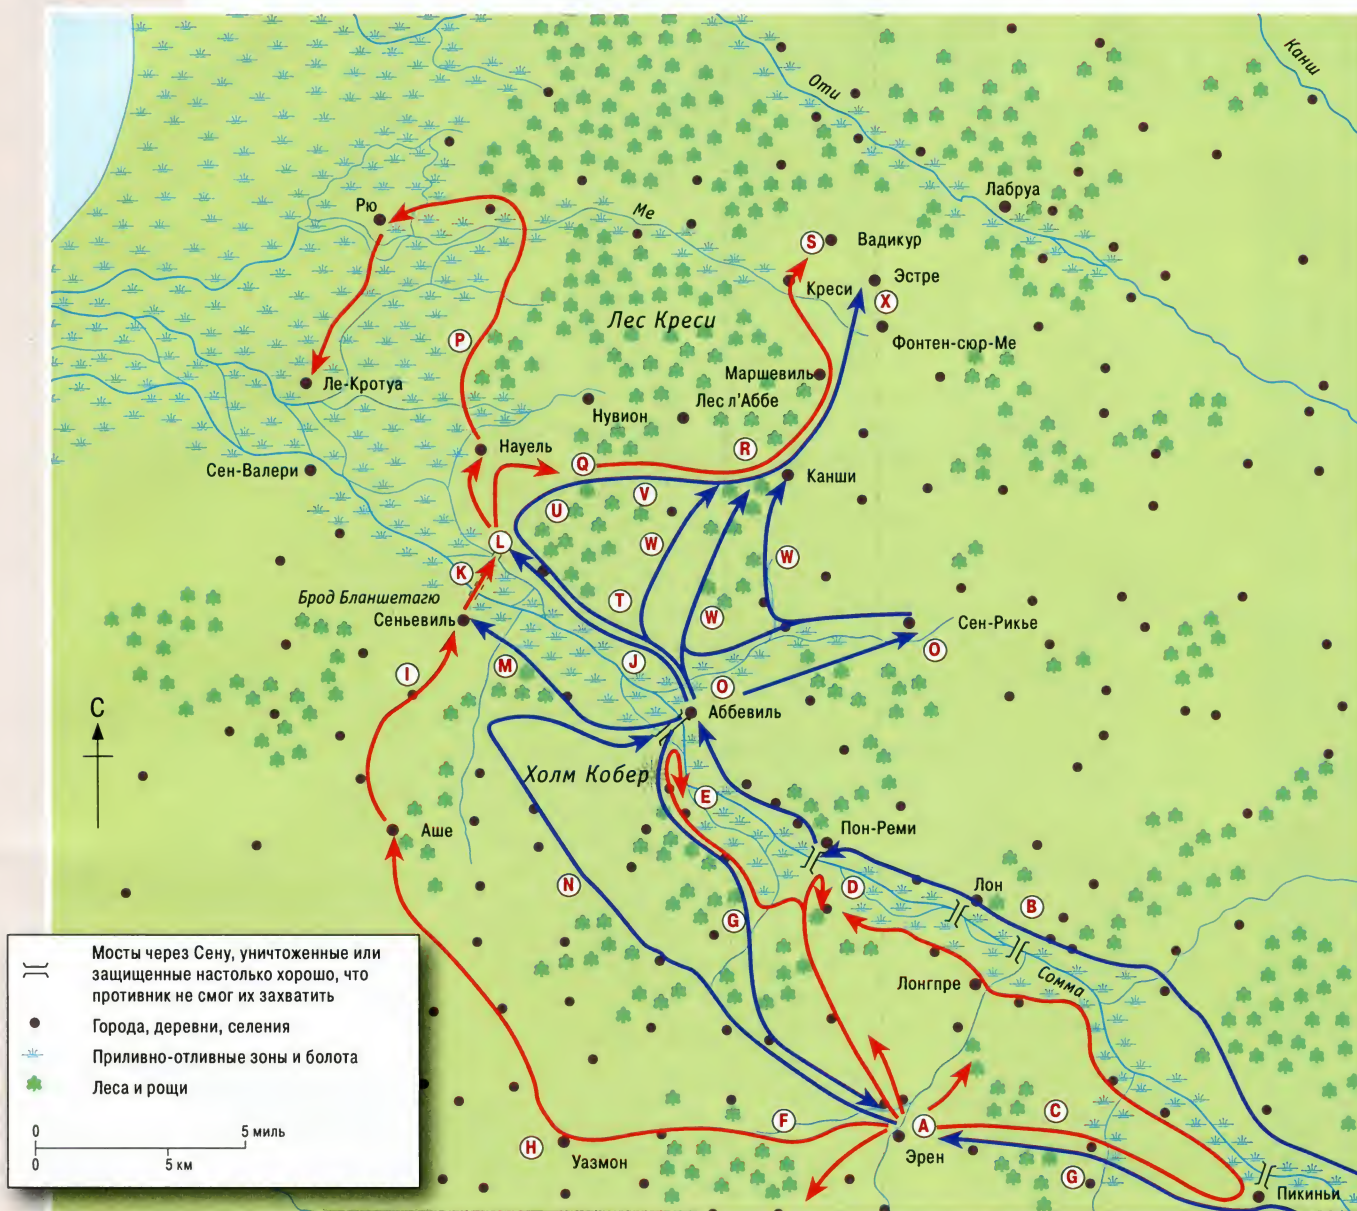 Канш
Оти
Лабруа
Рю
Ме
S
Вадикур
Эстре
Креси
X
Лес Креси
Фонтен-сюр-Ме
P
Маршевиль
Ле-Кротуа
Лес л'Аббе
Нувион
Науель
R
Сен-Валери
Q
Канши
V
U
L
W
W
K
Брод Бланшетагю
T
W
Сеньевиль
Сен-Рикье
J
O
M
I
O
С
Аббевиль
Холм Кобер
E
Аше
Пон-Реми
N
D
Лон
B
G
Сомма
Лонгпре
Мосты через Сену, уничтоженные или
защищенные настолько хорошо, что
противник не смог их захватить
Города, деревни, селения
Приливно-отливные зоны и болота
Леса и рощи
0
5 миль
0
5 км
F
C
A
H
Уазмон
Эрен
G
Пикиньи